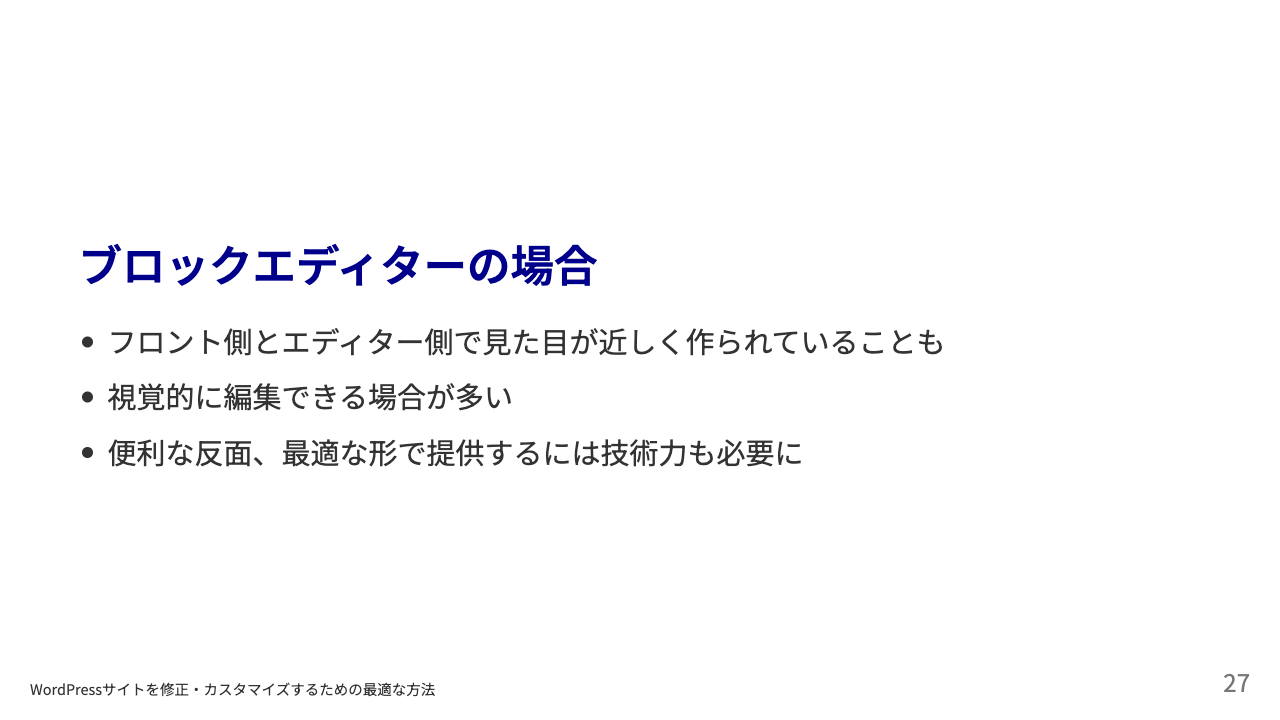 ブロックエディターの場合
フロント側とエディター側で見た目が近しく作られていることも
視覚的に編集できる場合が多い
便利な反面、最適な形で提供するには技術力も必要に
WordPressサイトを修正・カスタマイズするための最適な方法
27